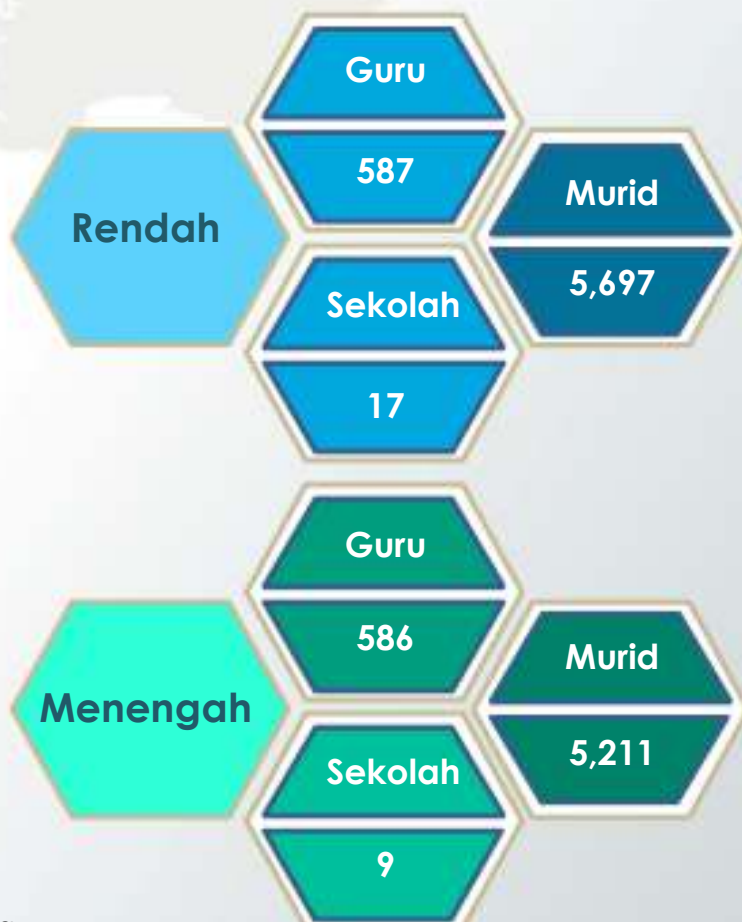 Rendah
Guru
587
Sekolah
17
Murid
5,697
Menengah
Guru
586
Sekolah
9
Murid
5,211